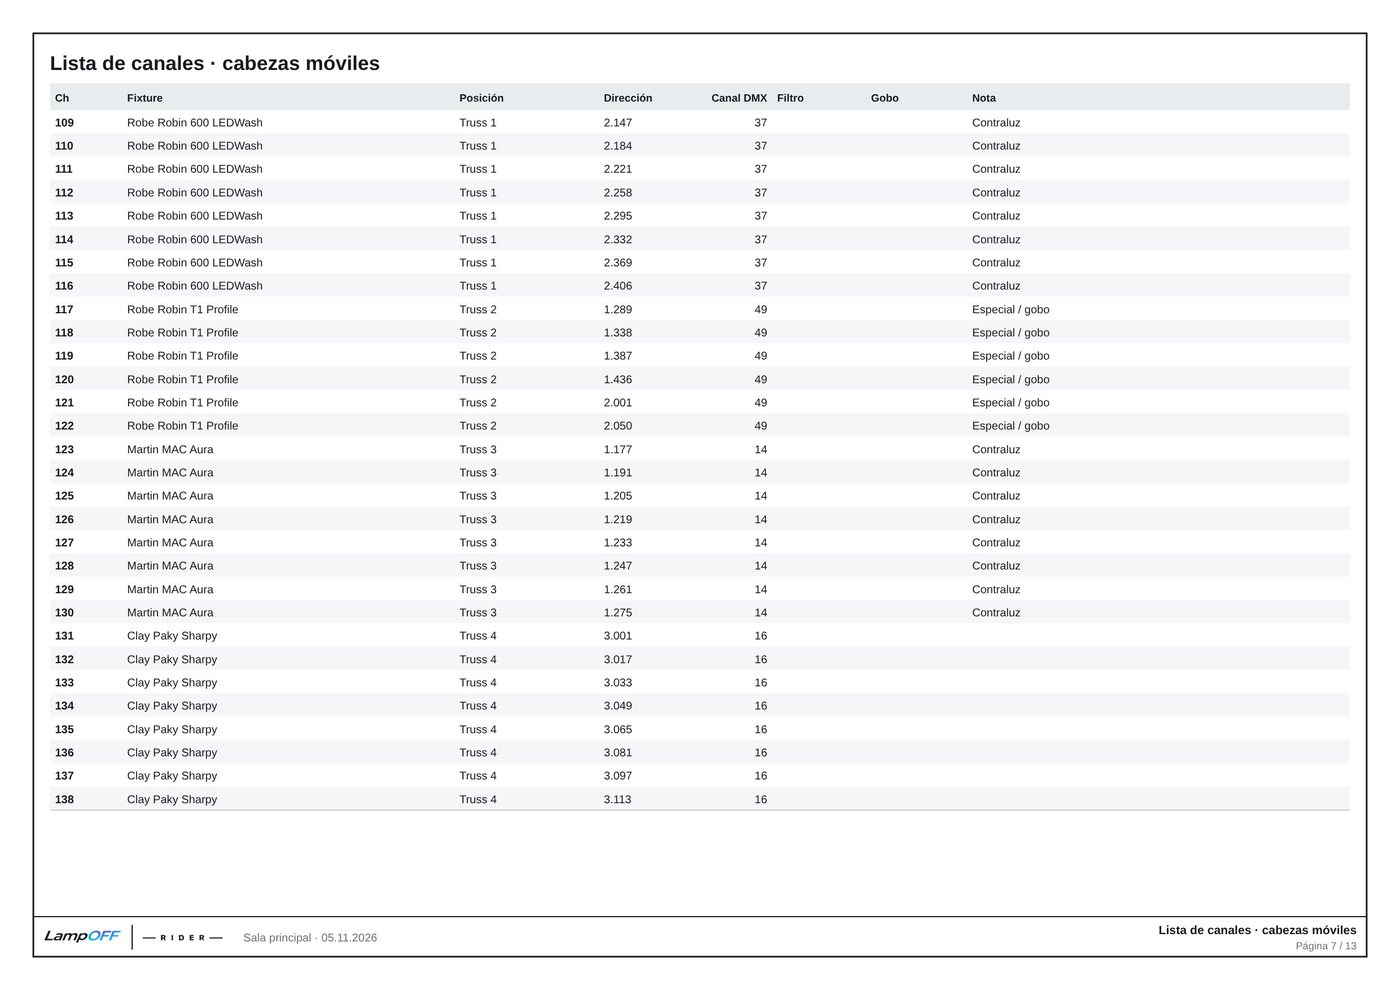 Lista de canales · cabezas móviles
Ch Fixture Posición Dirección Canal DMX Filtro Gobo Nota
109 Robe Robin 600 LEDWash Truss 1 2.147 37 Contraluz
110 Robe Robin 600 LEDWash Truss 1 2.184 37 Contraluz
111 Robe Robin 600 LEDWash Truss 1 2.221 37 Contraluz
112 Robe Robin 600 LEDWash Truss 1 2.258 37 Contraluz
113 Robe Robin 600 LEDWash Truss 1 2.295 37 Contraluz
114 Robe Robin 600 LEDWash Truss 1 2.332 37 Contraluz
115 Robe Robin 600 LEDWash Truss 1 2.369 37 Contraluz
116 Robe Robin 600 LEDWash Truss 1 2.406 37 Contraluz
117 Robe Robin T1 Profile Truss 2 1.289 49 Especial / gobo
118 Robe Robin T1 Profile Truss 2 1.338 49 Especial / gobo
119 Robe Robin T1 Profile Truss 2 1.387 49 Especial / gobo
120 Robe Robin T1 Profile Truss 2 1.436 49 Especial / gobo
121 Robe Robin T1 Profile Truss 2 2.001 49 Especial / gobo
122 Robe Robin T1 Profile Truss 2 2.050 49 Especial / gobo
123 Martin MAC Aura Truss 3 1.177 14 Contraluz
124 Martin MAC Aura Truss 3 1.191 14 Contraluz
125 Martin MAC Aura Truss 3 1.205 14 Contraluz
126 Martin MAC Aura Truss 3 1.219 14 Contraluz
127 Martin MAC Aura Truss 3 1.233 14 Contraluz
128 Martin MAC Aura Truss 3 1.247 14 Contraluz
129 Martin MAC Aura Truss 3 1.261 14 Contraluz
130 Martin MAC Aura Truss 3 1.275 14 Contraluz
131 Clay Paky Sharpy Truss 4 3.001 16
132 Clay Paky Sharpy Truss 4 3.017 16
133 Clay Paky Sharpy Truss 4 3.033 16
134 Clay Paky Sharpy Truss 4 3.049 16
135 Clay Paky Sharpy Truss 4 3.065 16
136 Clay Paky Sharpy Truss 4 3.081 16
137 Clay Paky Sharpy Truss 4 3.097 16
138 Clay Paky Sharpy Truss 4 3.113 16
LampOFF — RIDER — Sala principal · 05.11.2026
Lista de canales · cabezas móviles
Página 7 / 13